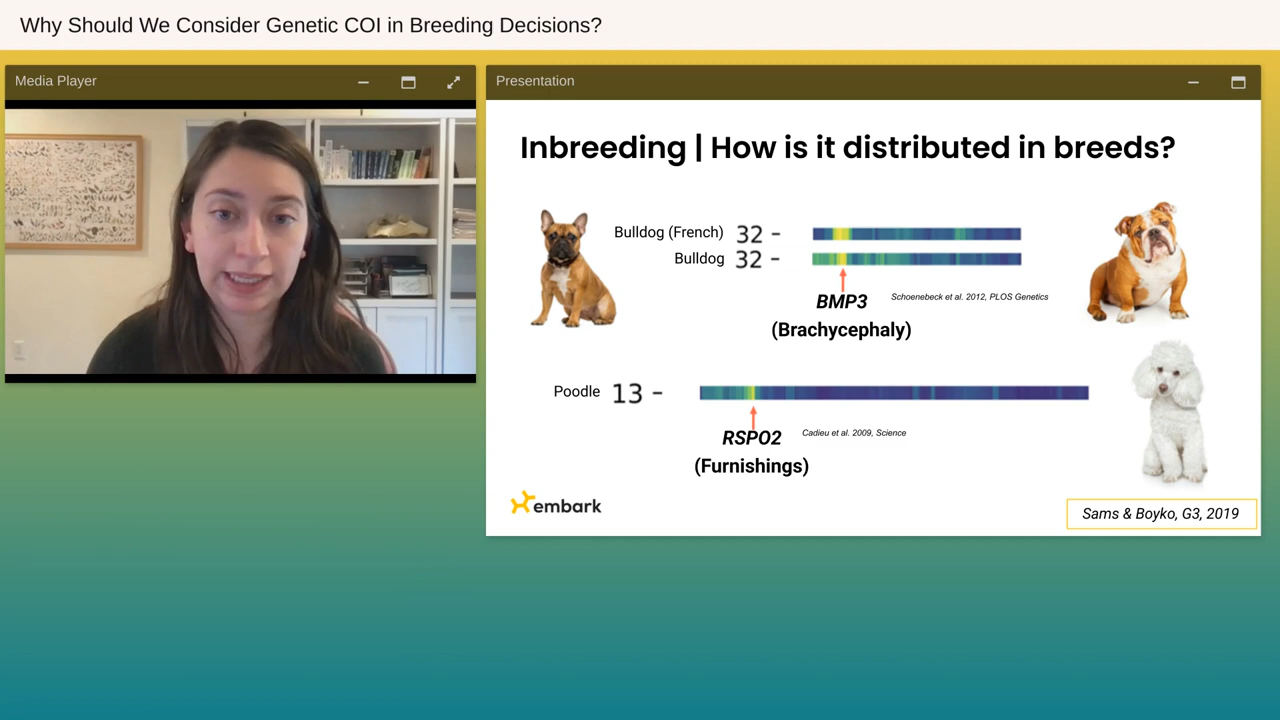 Why Should We Consider Genetic COI in Breeding Decisions?
Media Player
Presentation
Inbreeding | How is it distributed in breeds?
Bulldog (French) 32 -
Bulldog 32 -
BMP3 Schoenebeck et al. 2012, PLOS Genetics
(Brachycephaly)
Poodle 13 -
RSPO2 Cadieu et al. 2009, Science
(Furnishings)
embark
Sams & Boyko, G3, 2019